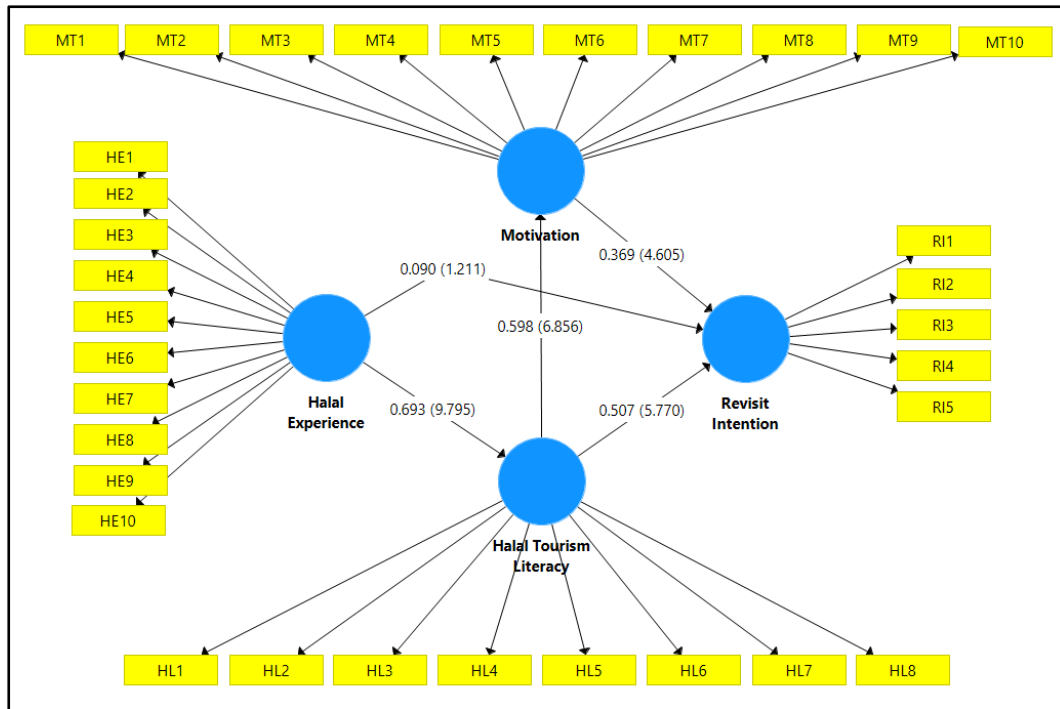 MT1
MT2
MT3
MT4
MT5
MT6
MT7
MT8
MT9
MT10
HE1
HE2
HE3
HE4
HE5
HE6
HE7
HE8
HE9
HE10
Motivation
0.369 (4.605)
0.090 (1.211)
0.598 (6.856)
Halal
Experience
0.693 (9.795)
0.507 (5.770)
Revisit
Intention
RI1
RI2
RI3
RI4
RI5
Halal Tourism
Literacy
HL1
HL2
HL3
HL4
HL5
HL6
HL7
HL8